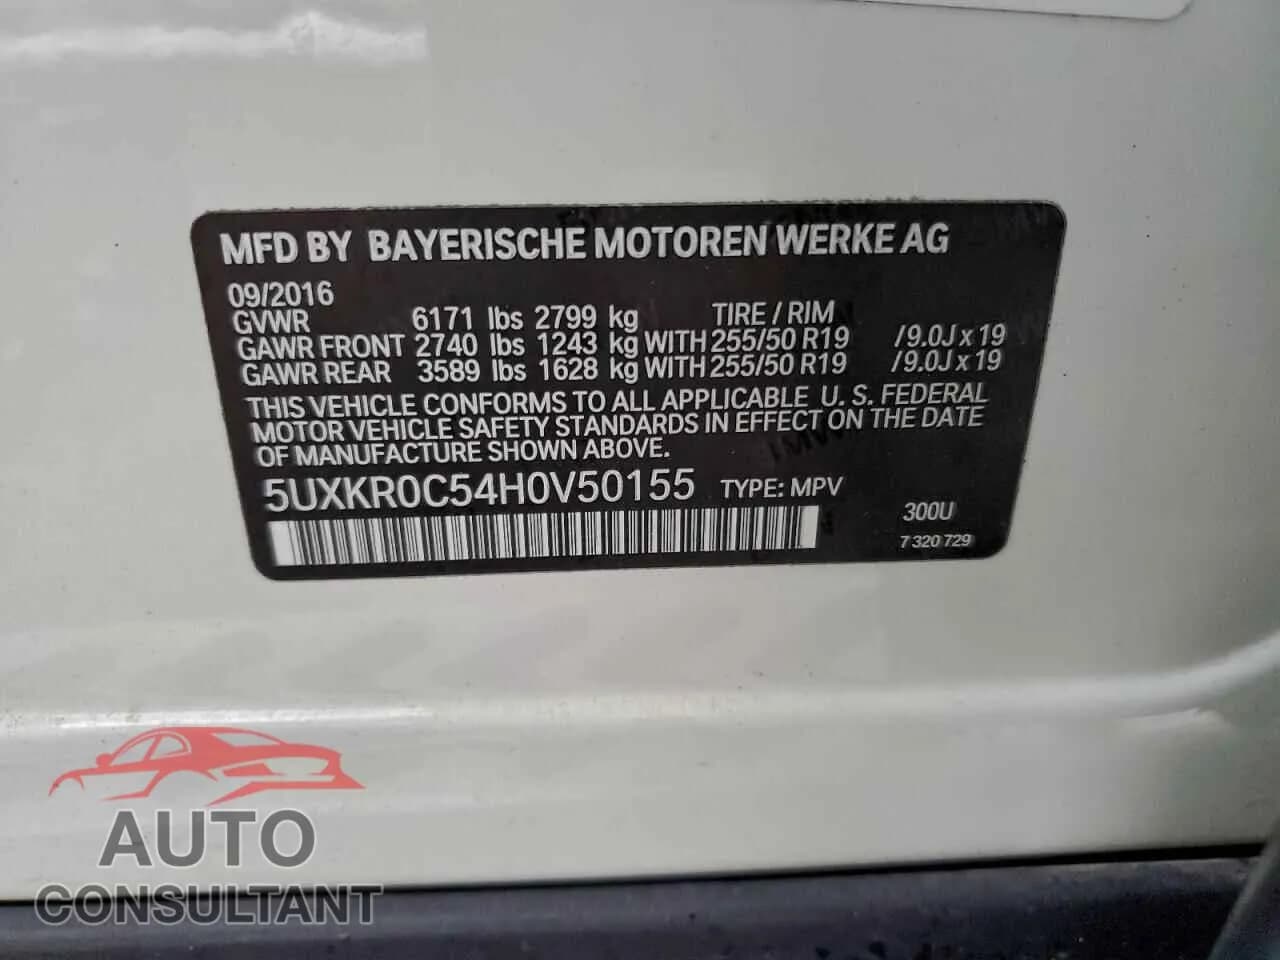 MFD BY BAYERISCHE MOTOREN WERKE AG
09/2016
GVWR 6171 lbs 2799 kg TIRE / RIM
GAWR FRONT 2740 lbs 1243 kg WITH 255/50 R19 /9.0J x 19
GAWR REAR 3589 lbs 1628 kg WITH 255/50 R19 /9.0J x 19
THIS VEHICLE CONFORMS TO ALL APPLICABLE U. S. FEDERAL
MOTOR VEHICLE SAFETY STANDARDS IN EFFECT ON THE DATE
OF MANUFACTURE SHOWN ABOVE.
5UXKR0C54H0V50155 TYPE: MPV
300U
7 320 729
AUTO
CONSULTANT